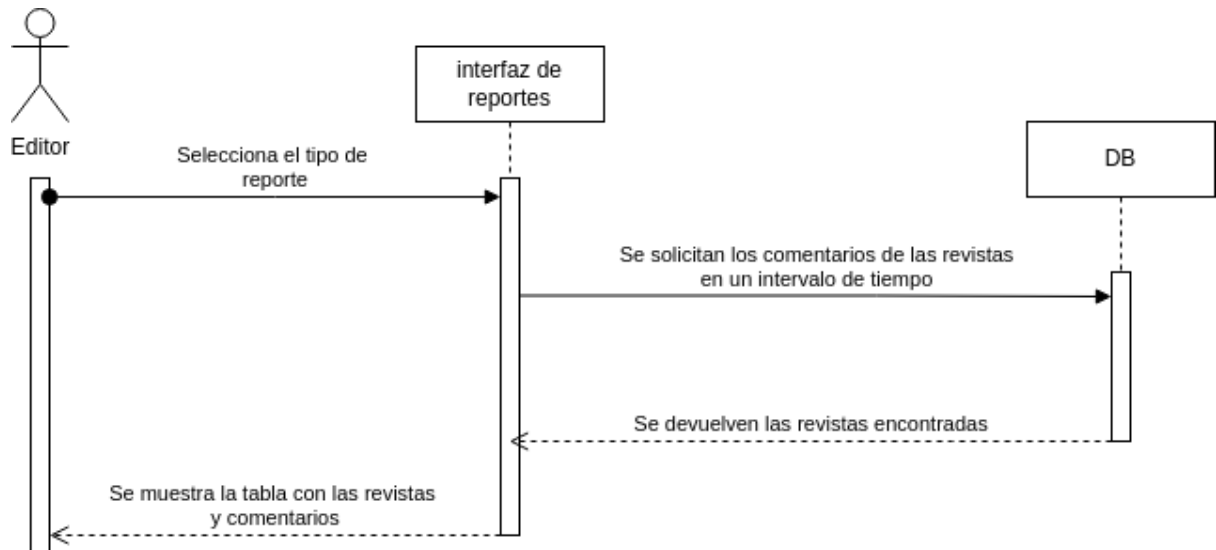 interfaz de
reportes
Editor
Selecciona el tipo de
reporte
DB
Se solicitan los comentarios de las revistas
en un intervalo de tiempo
Se devuelven las revistas encontradas
Se muestra la tabla con las revistas
y comentarios